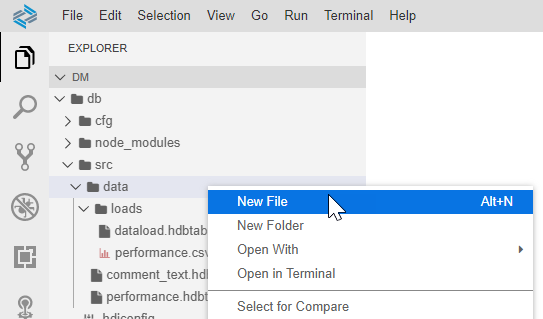 File Edit Selection View Go Run Terminal Help
EXPLORER
DM
db
cfg
node_modules
src
data
New File Alt+N
loads
New Folder
dataload.hdbtab
Open With
performance.csv
comment_text.hd
Open in Terminal
performance.hdbt
Select for Compare
.hdiconfig